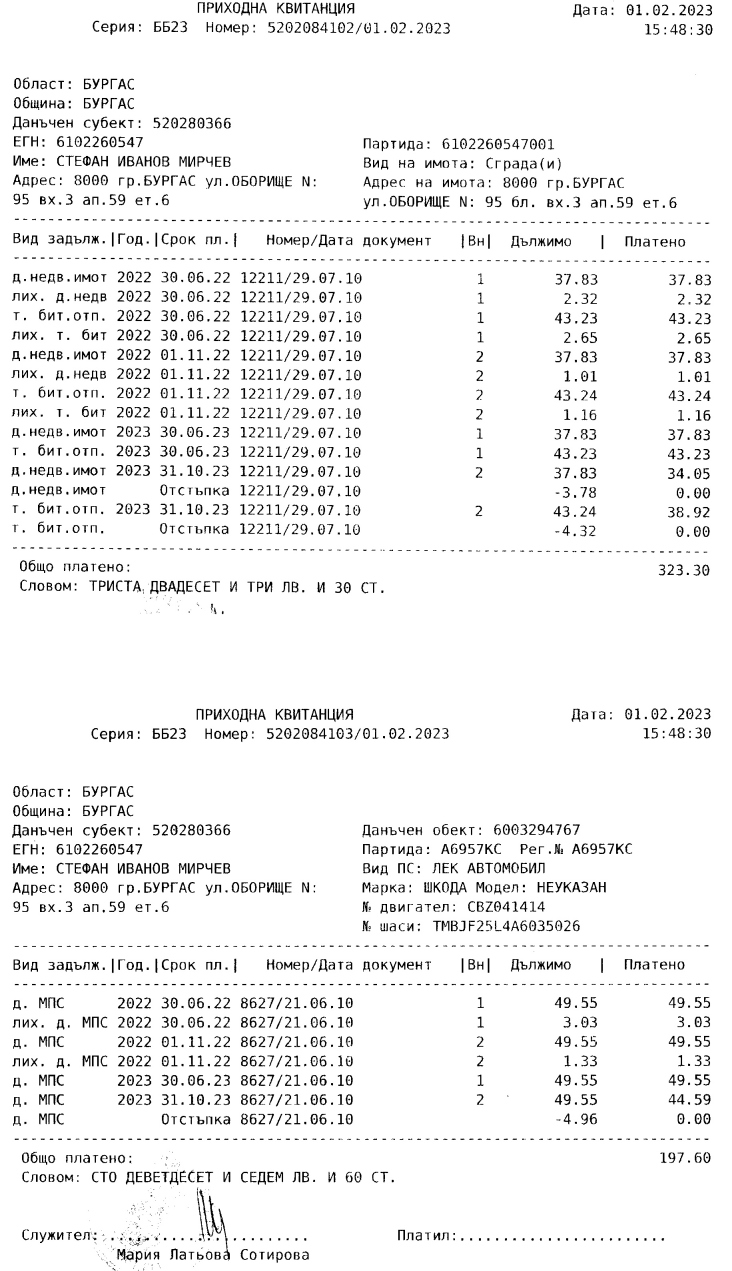 ПРИХОДНА КВИТАНЦИЯ Дата: 01.02.2023
Серия: ББ23 Номер: 5202084102/01.02.2023 15:48:30
Област: БУРГАС
Община: БУРГАС
Данъчен субект: 520280366
ЕГН: 6102260547 Партида: 6102260547001
Име: СТЕФАН ИВАНОВ МИРЧЕВ Вид на имота: Сграда(и)
Адрес: 8000 гр.БУРГАС ул.ОБОРИЩЕ N: Адрес на имота: 8000 гр.БУРГАС
95 вх.3 ап.59 ет.6 ул.ОБОРИЩЕ N: 95 бл. вх.3 ап.59 ет.6
Вид задълж.|Год.|Срок пл.| Номер/Дата документ |Вн| Дължимо | Платено
д.недв.имот 2022 30.06.22 12211/29.07.10 1 37.83 37.83
лих. д.недв 2022 30.06.22 12211/29.07.10 1 2.32 2.32
т. бит.отп. 2022 30.06.22 12211/29.07.10 1 43.23 43.23
лих. т. бит 2022 30.06.22 12211/29.07.10 1 2.65 2.65
д.недв.имот 2022 01.11.22 12211/29.07.10 2 37.83 37.83
лих. д.недв 2022 01.11.22 12211/29.07.10 2 1.01 1.01
т. бит.отп. 2022 01.11.22 12211/29.07.10 2 43.24 43.24
лих. т. бит 2022 01.11.22 12211/29.07.10 2 1.16 1.16
д.недв.имот 2023 30.06.23 12211/29.07.10 1 37.83 37.83
т. бит.отп. 2023 30.06.23 12211/29.07.10 1 43.23 43.23
д.недв.имот 2023 31.10.23 12211/29.07.10 2 37.83 34.05
д.недв.имот Отстъпка 12211/29.07.10 -3.78 0.00
т. бит.отп. 2023 31.10.23 12211/29.07.10 2 43.24 38.92
т. бит.отп. Отстъпка 12211/29.07.10 -4.32 0.00
Общо платено: 323.30
Словом: ТРИСТА ДВАДЕСЕТ И ТРИ ЛВ. И 30 СТ.
ПРИХОДНА КВИТАНЦИЯ Дата: 01.02.2023
Серия: ББ23 Номер: 5202084103/01.02.2023 15:48:30
Област: БУРГАС
Община: БУРГАС
Данъчен субект: 520280366 Данъчен обект: 6003294767
ЕГН: 6102260547 Партида: А6957КС Рег.№ А6957КС
Име: СТЕФАН ИВАНОВ МИРЧЕВ Вид ПС: ЛЕК АВТОМОБИЛ
Адрес: 8000 гр.БУРГАС ул.ОБОРИЩЕ N: Марка: ШКОДА Модел: НЕУКАЗАН
95 вх.3 ап.59 ет.6 № двигател: CBZ041414
№ шаси: TMBJF25L4A6035026
Вид задълж.|Год.|Срок пл.| Номер/Дата документ |Вн| Дължимо | Платено
д. МПС 2022 30.06.22 8627/21.06.10 1 49.55 49.55
лих. д. МПС 2022 30.06.22 8627/21.06.10 1 3.03 3.03
д. МПС 2022 01.11.22 8627/21.06.10 2 49.55 49.55
лих. д. МПС 2022 01.11.22 8627/21.06.10 2 1.33 1.33
д. МПС 2023 30.06.23 8627/21.06.10 1 49.55 49.55
д. МПС 2023 31.10.23 8627/21.06.10 2 49.55 44.59
д. МПС Отстъпка 8627/21.06.10 -4.96 0.00
Общо платено: 197.60
Словом: СТО ДЕВЕТДЕСЕТ И СЕДЕМ ЛВ. И 60 СТ.
Служител:........................ Платил:........................
Мария Латьова Сотирова